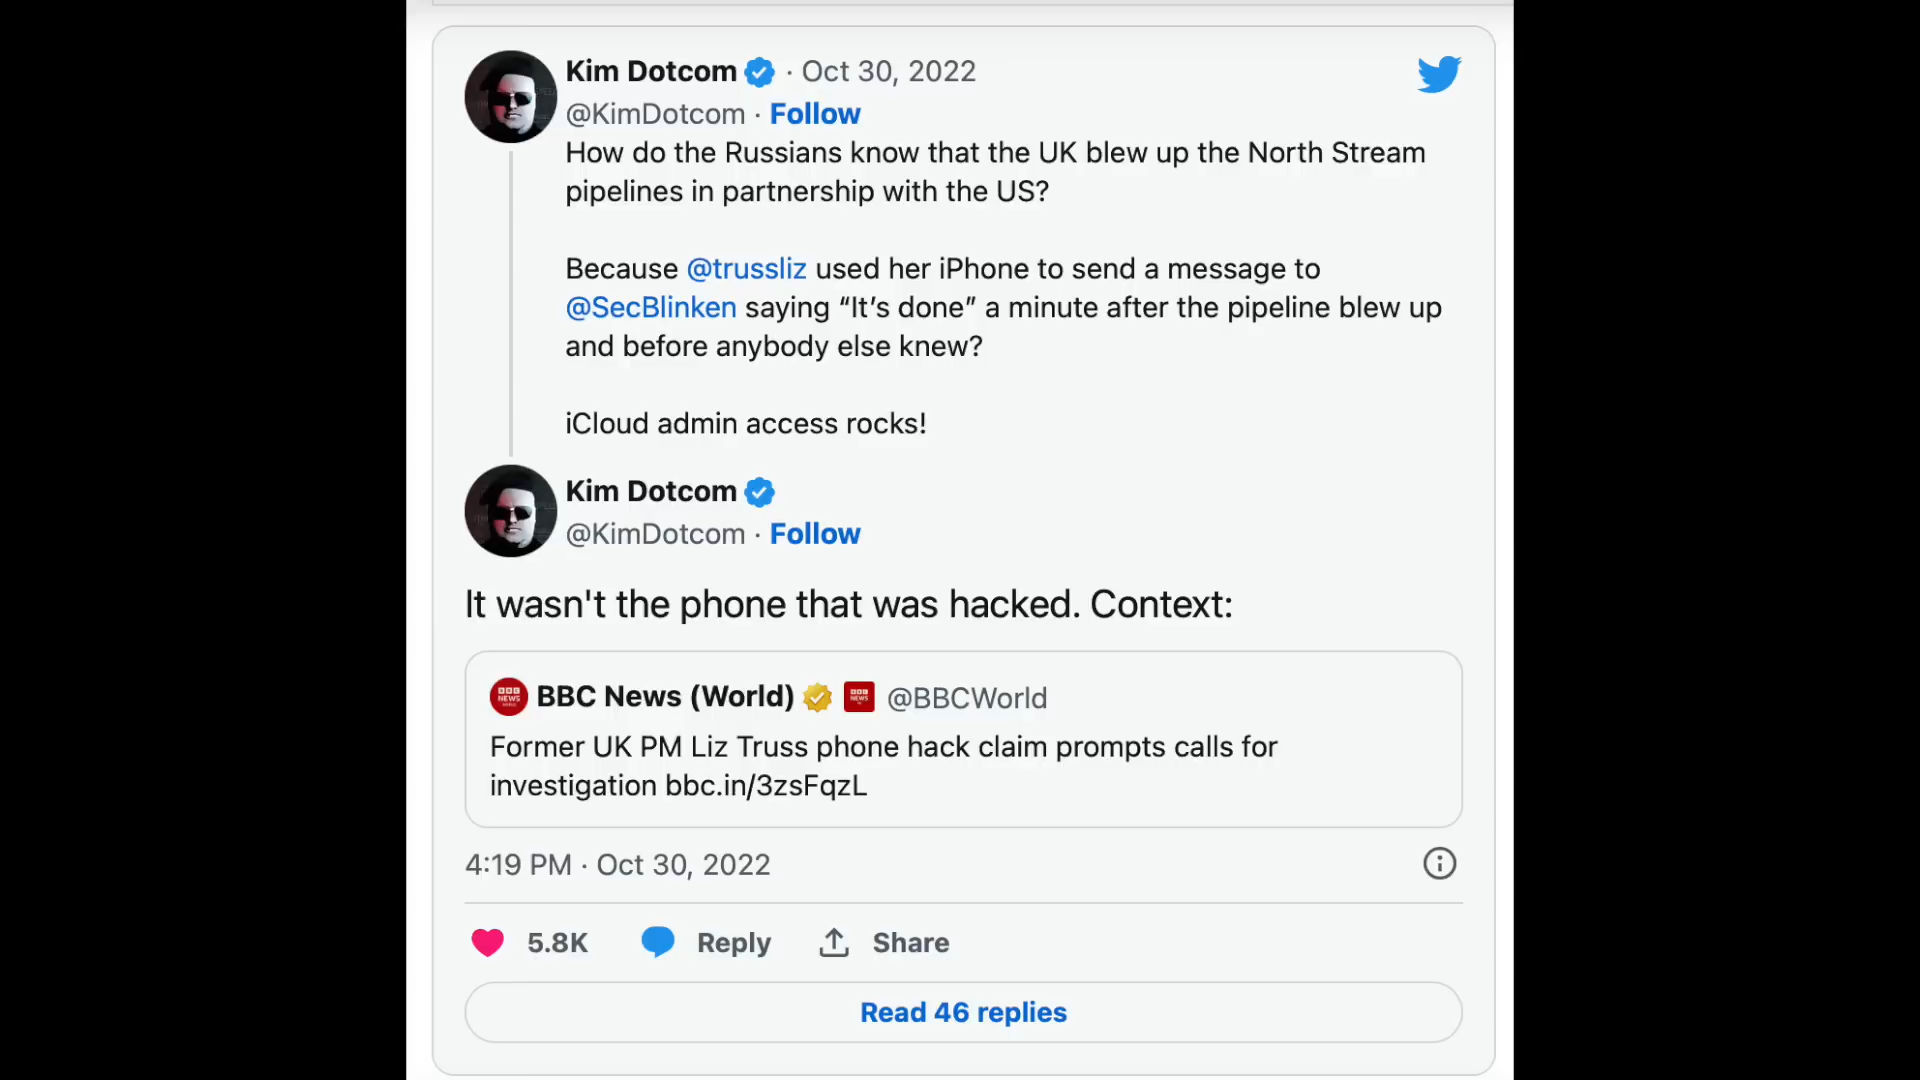 Kim Dotcom · Oct 30, 2022
@KimDotcom · Follow
How do the Russians know that the UK blew up the North Stream
pipelines in partnership with the US?
Because @trussliz used her iPhone to send a message to
@SecBlinken saying “It’s done” a minute after the pipeline blew up
and before anybody else knew?
iCloud admin access rocks!
Kim Dotcom
@KimDotcom · Follow
It wasn't the phone that was hacked. Context:
BBC NEWS BBC News (World) BBC NEWS @BBCWorld
Former UK PM Liz Truss phone hack claim prompts calls for
investigation bbc.in/3zsFqzL
4:19 PM · Oct 30, 2022
5.8K Reply Share
Read 46 replies